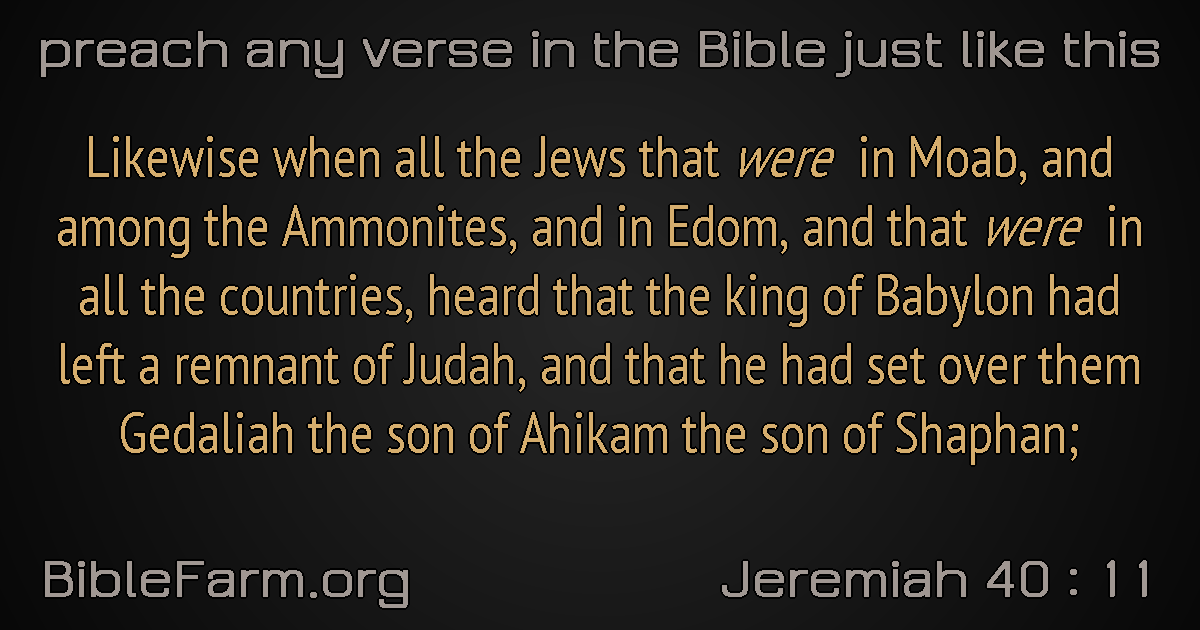 preach any verse in the Bible just like this
Likewise when all the Jews that were in Moab, and
among the Ammonites, and in Edom, and that were in
all the countries, heard that the king of Babylon had
left a remnant of Judah, and that he had set over them
Gedaliah the son of Ahikam the son of Shaphan;
BibleFarm.org
Jeremiah 40 : 11